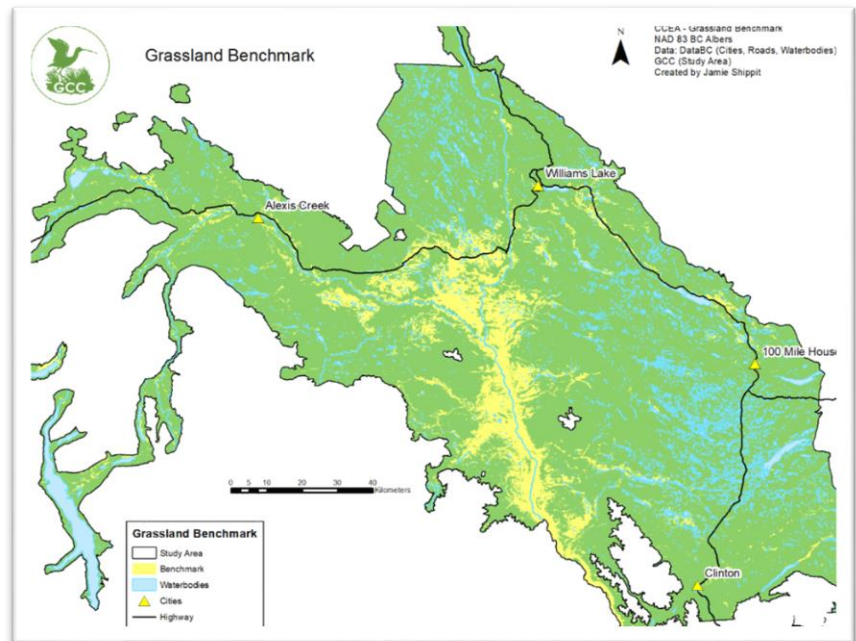 GCC
Grassland Benchmark
N
CCEA - Grassland Benchmark
NAD 83 BC Albers
Data: DataBC (Cities, Roads, Waterbodies)
GCC (Study Area)
Created by Jamie Shippit
Williams Lake
Alexis Creek
100 Mile House
0 5 10 20 30 40
Kilometers
Clinton
Grassland Benchmark
Study Area
Benchmark
Waterbodies
Cities
Highway